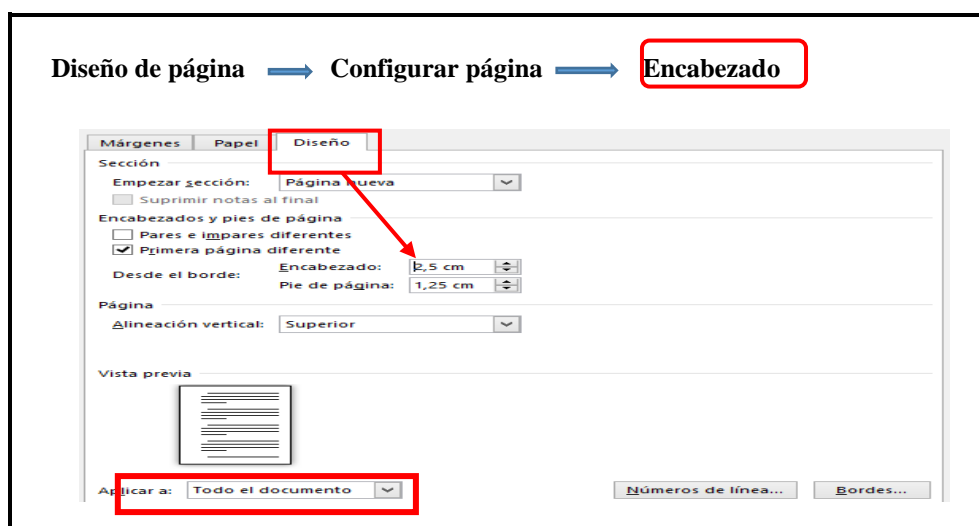 Diseño de página Configurar página Encabezado
Márgenes Papel Diseño
Sección
Empezar sección: Página nueva
Suprimir notas al final
Encabezados y pies de página
Pares e impares diferentes
Primera página diferente
Desde el borde: Encabezado: 2,5 cm
Pie de página: 1,25 cm
Página
Alineación vertical: Superior
Vista previa
Aplicar a: Todo el documento Números de línea... Bordes...